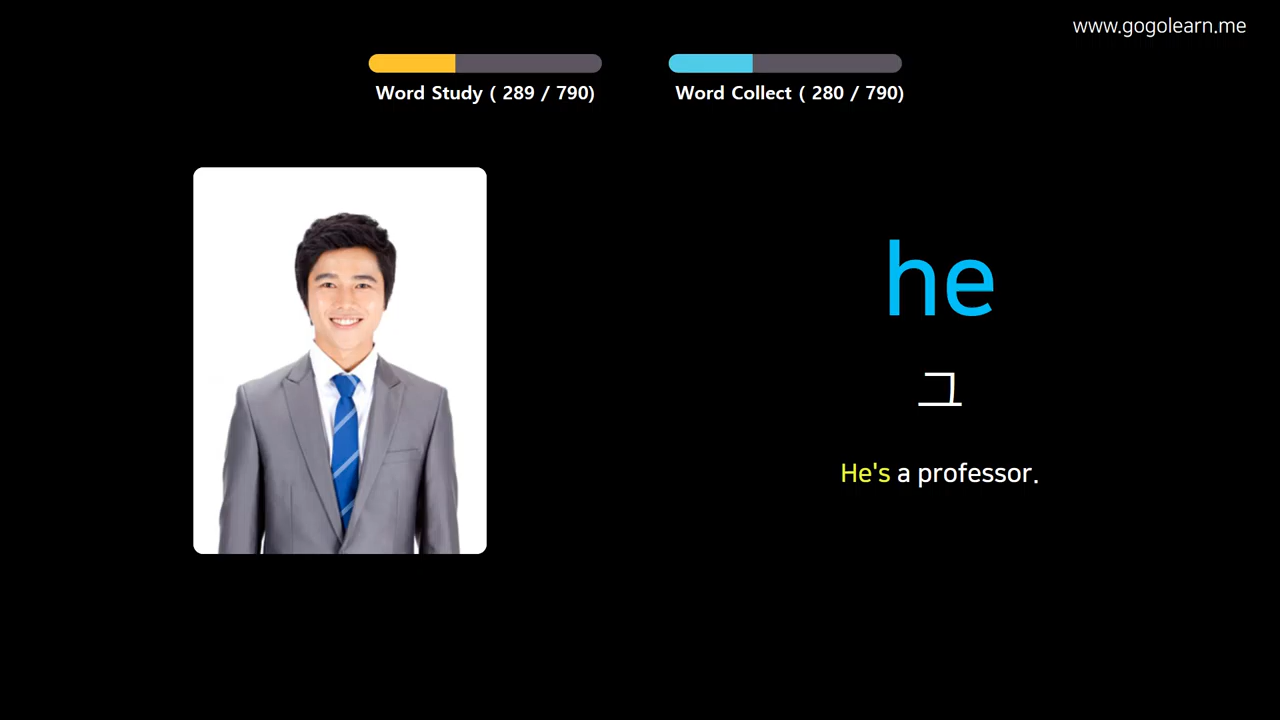 www.gogolearn.me
Word Study ( 289 / 790)
Word Collect ( 280 / 790)
he
그
He's a professor.